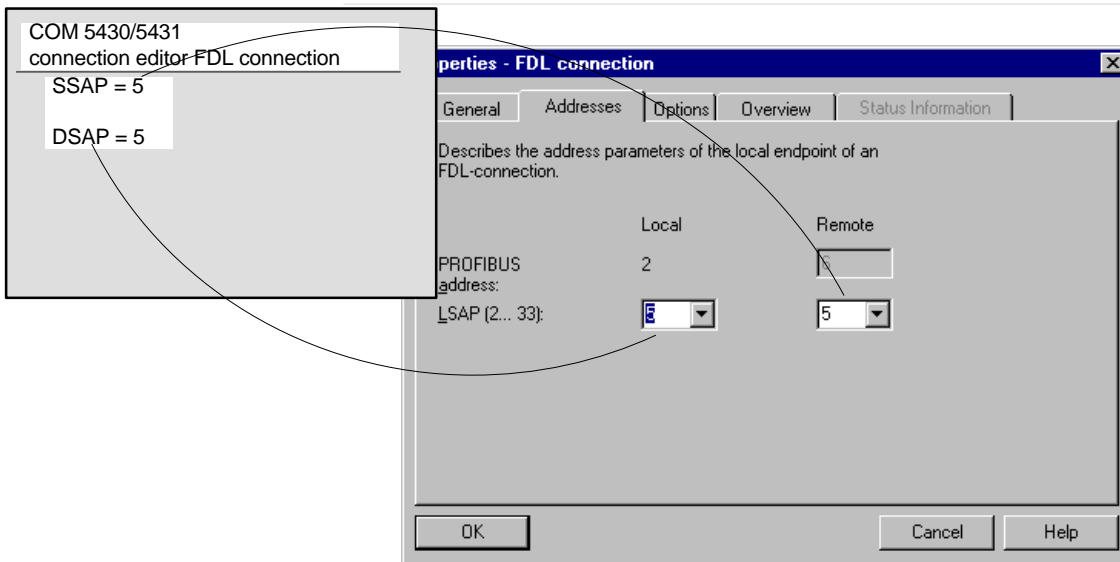 COM 5430/5431
connection editor FDL connection
SSAP = 5
DSAP = 5
perties - FDL connection
General Addresses Options Overview Status Information
Describes the address parameters of the local endpoint of an
FDL-connection.
Local Remote
PROFIBUS 2 6
address:
LSAP (2... 33): 5 5
OK Cancel Help